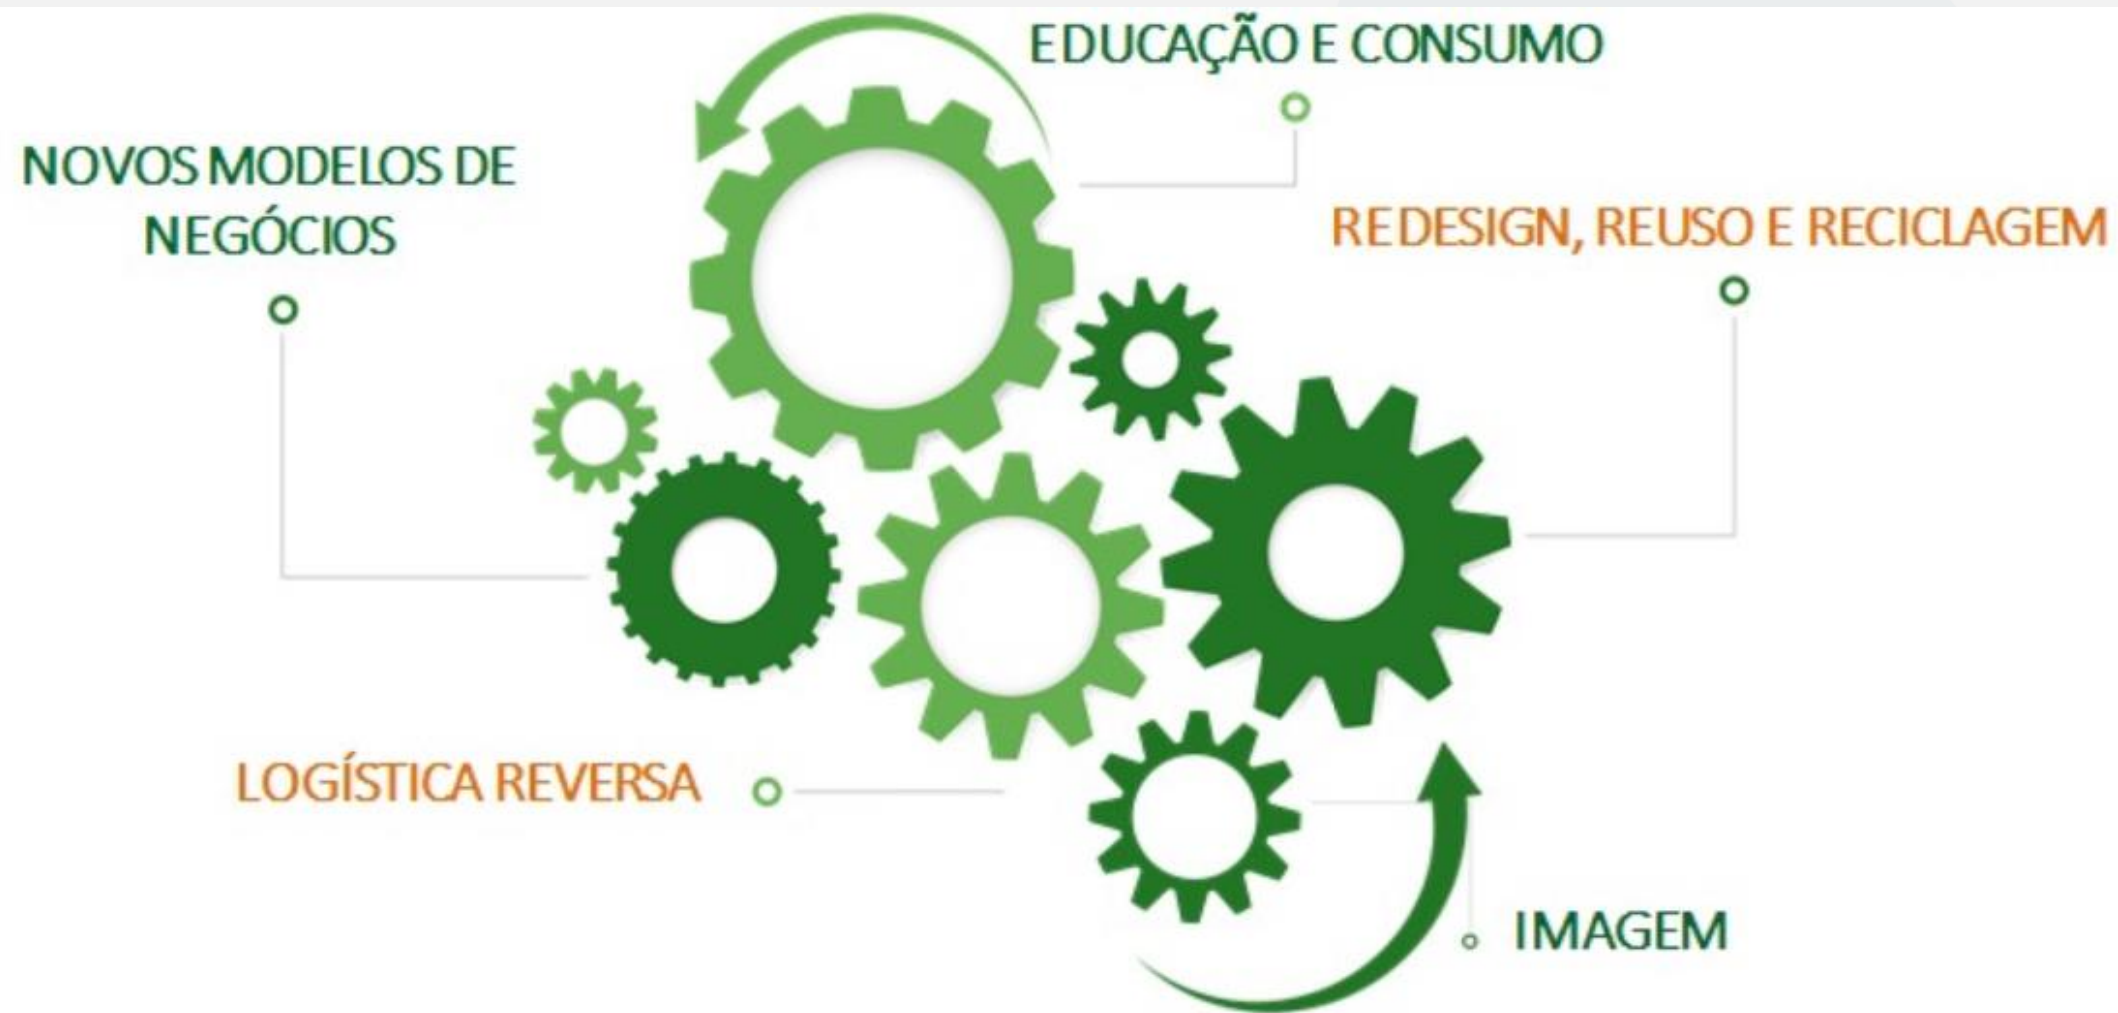 EDUCAÇÃO E CONSUMO
NOVOS MODELOS DE
NEGÓCIOS
REDESIGN, REUSO E RECICLAGEM
LOGÍSTICA REVERSA
IMAGEM